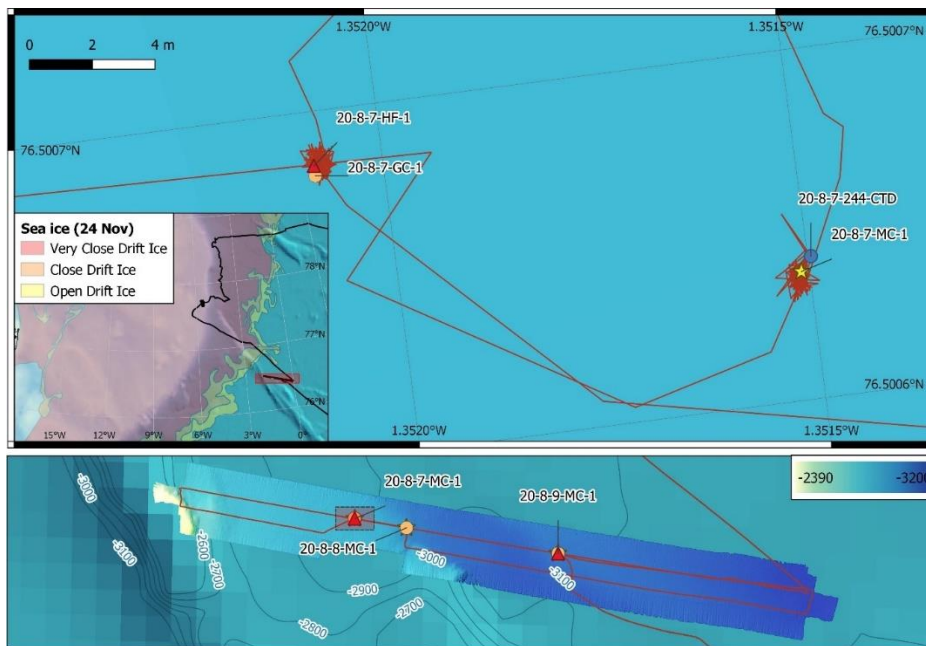 1.3520°W
1.3515°W
76.5007°N
0 2 4 m
20-8-7-HF-1
76.5007°N
20-8-7-GC-1
20-8-7-244-CTD
20-8-7-MC-1
Sea ice (24 Nov)
Very Close Drift Ice
Close Drift Ice
Open Drift Ice
78°N
77°N
76°N
15°W 12°W 9°W 6°W 3°W 0°
76.5006°N
1.3520°W
1.3515°W
-2390 -3200
20-8-7-MC-1
20-8-9-MC-1
20-8-8-MC-1
-3000
-3100
-2600
-2700
-2900
-2800
-3000
-2700
-3100